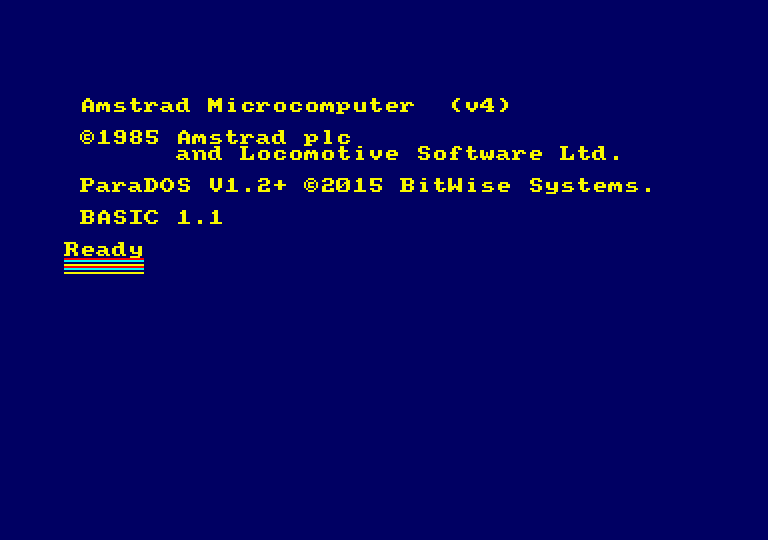 Amstrad Microcomputer  (v4)
©1985 Amstrad plc
and Locomotive Software Ltd.
ParaDOS V1.2+ ©2015 BitWise Systems.
BASIC 1.1
Ready